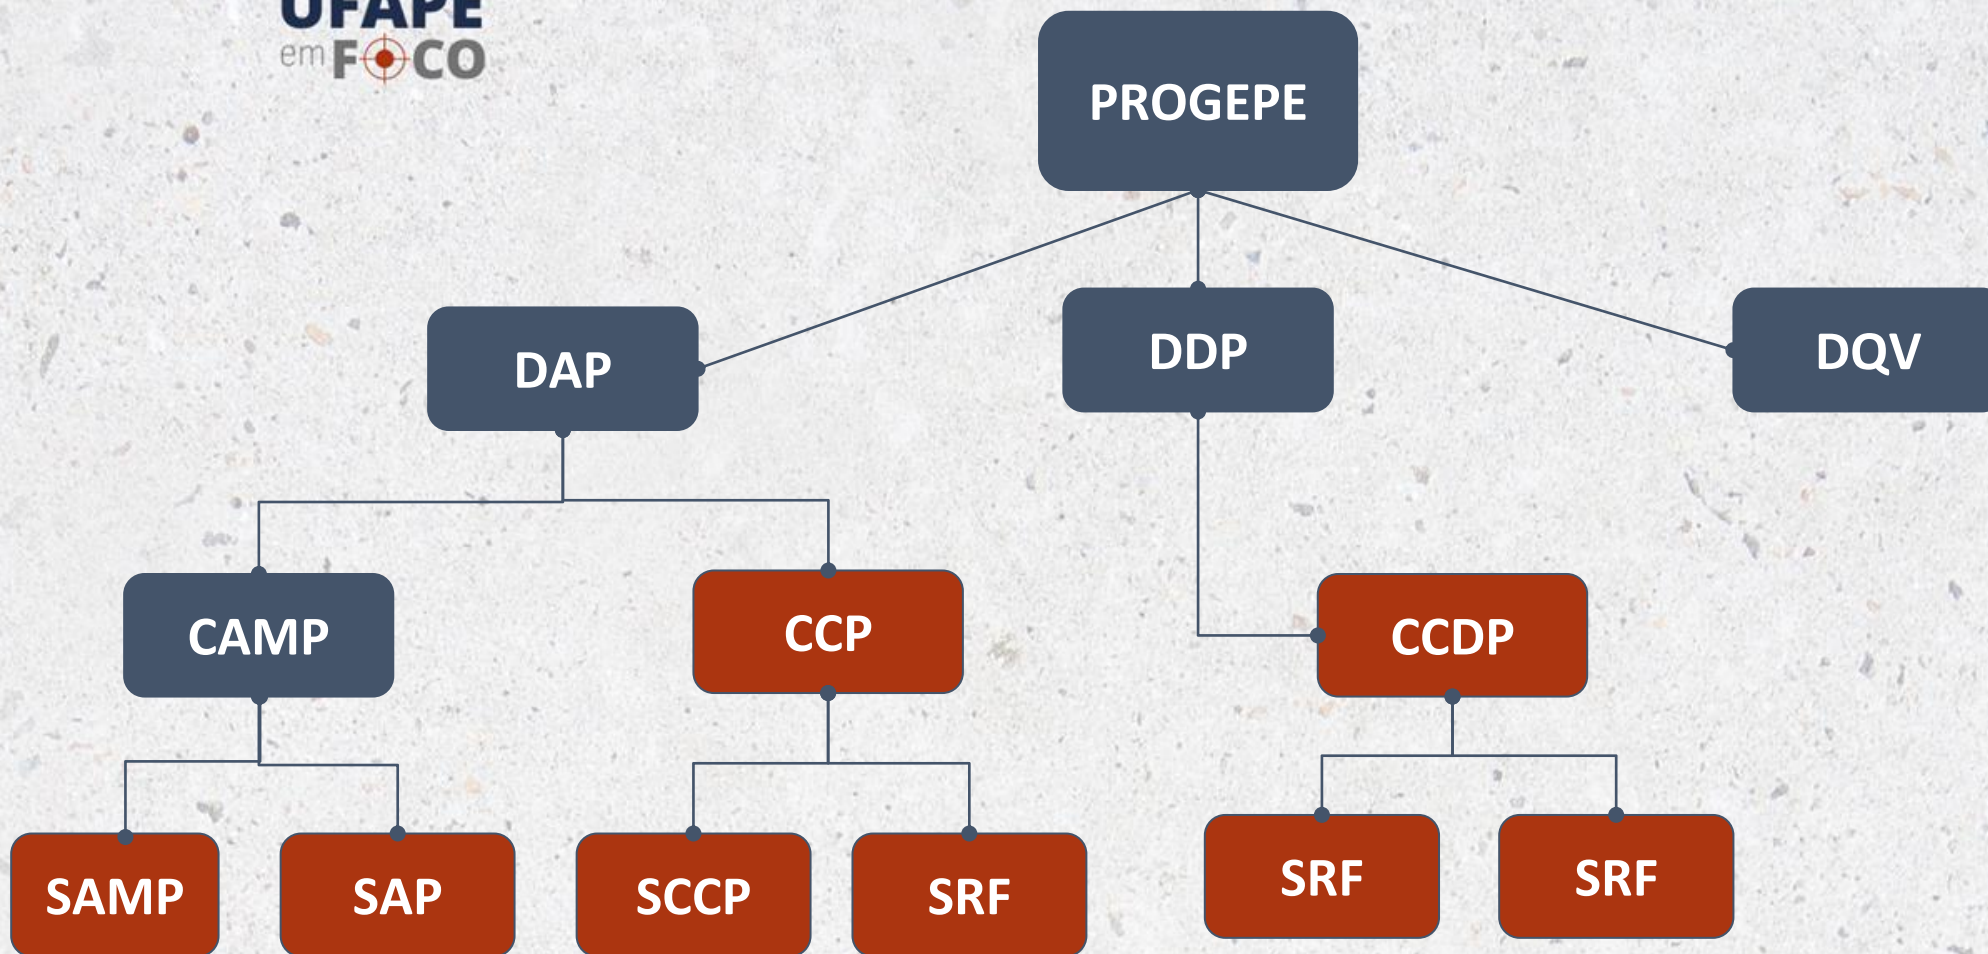 UFAPE
em FOCO
PROGEPE
DAP
DDP
DQV
CAMP
CCP
CCDP
SAMP
SAP
SCCP
SRF
SRF
SRF